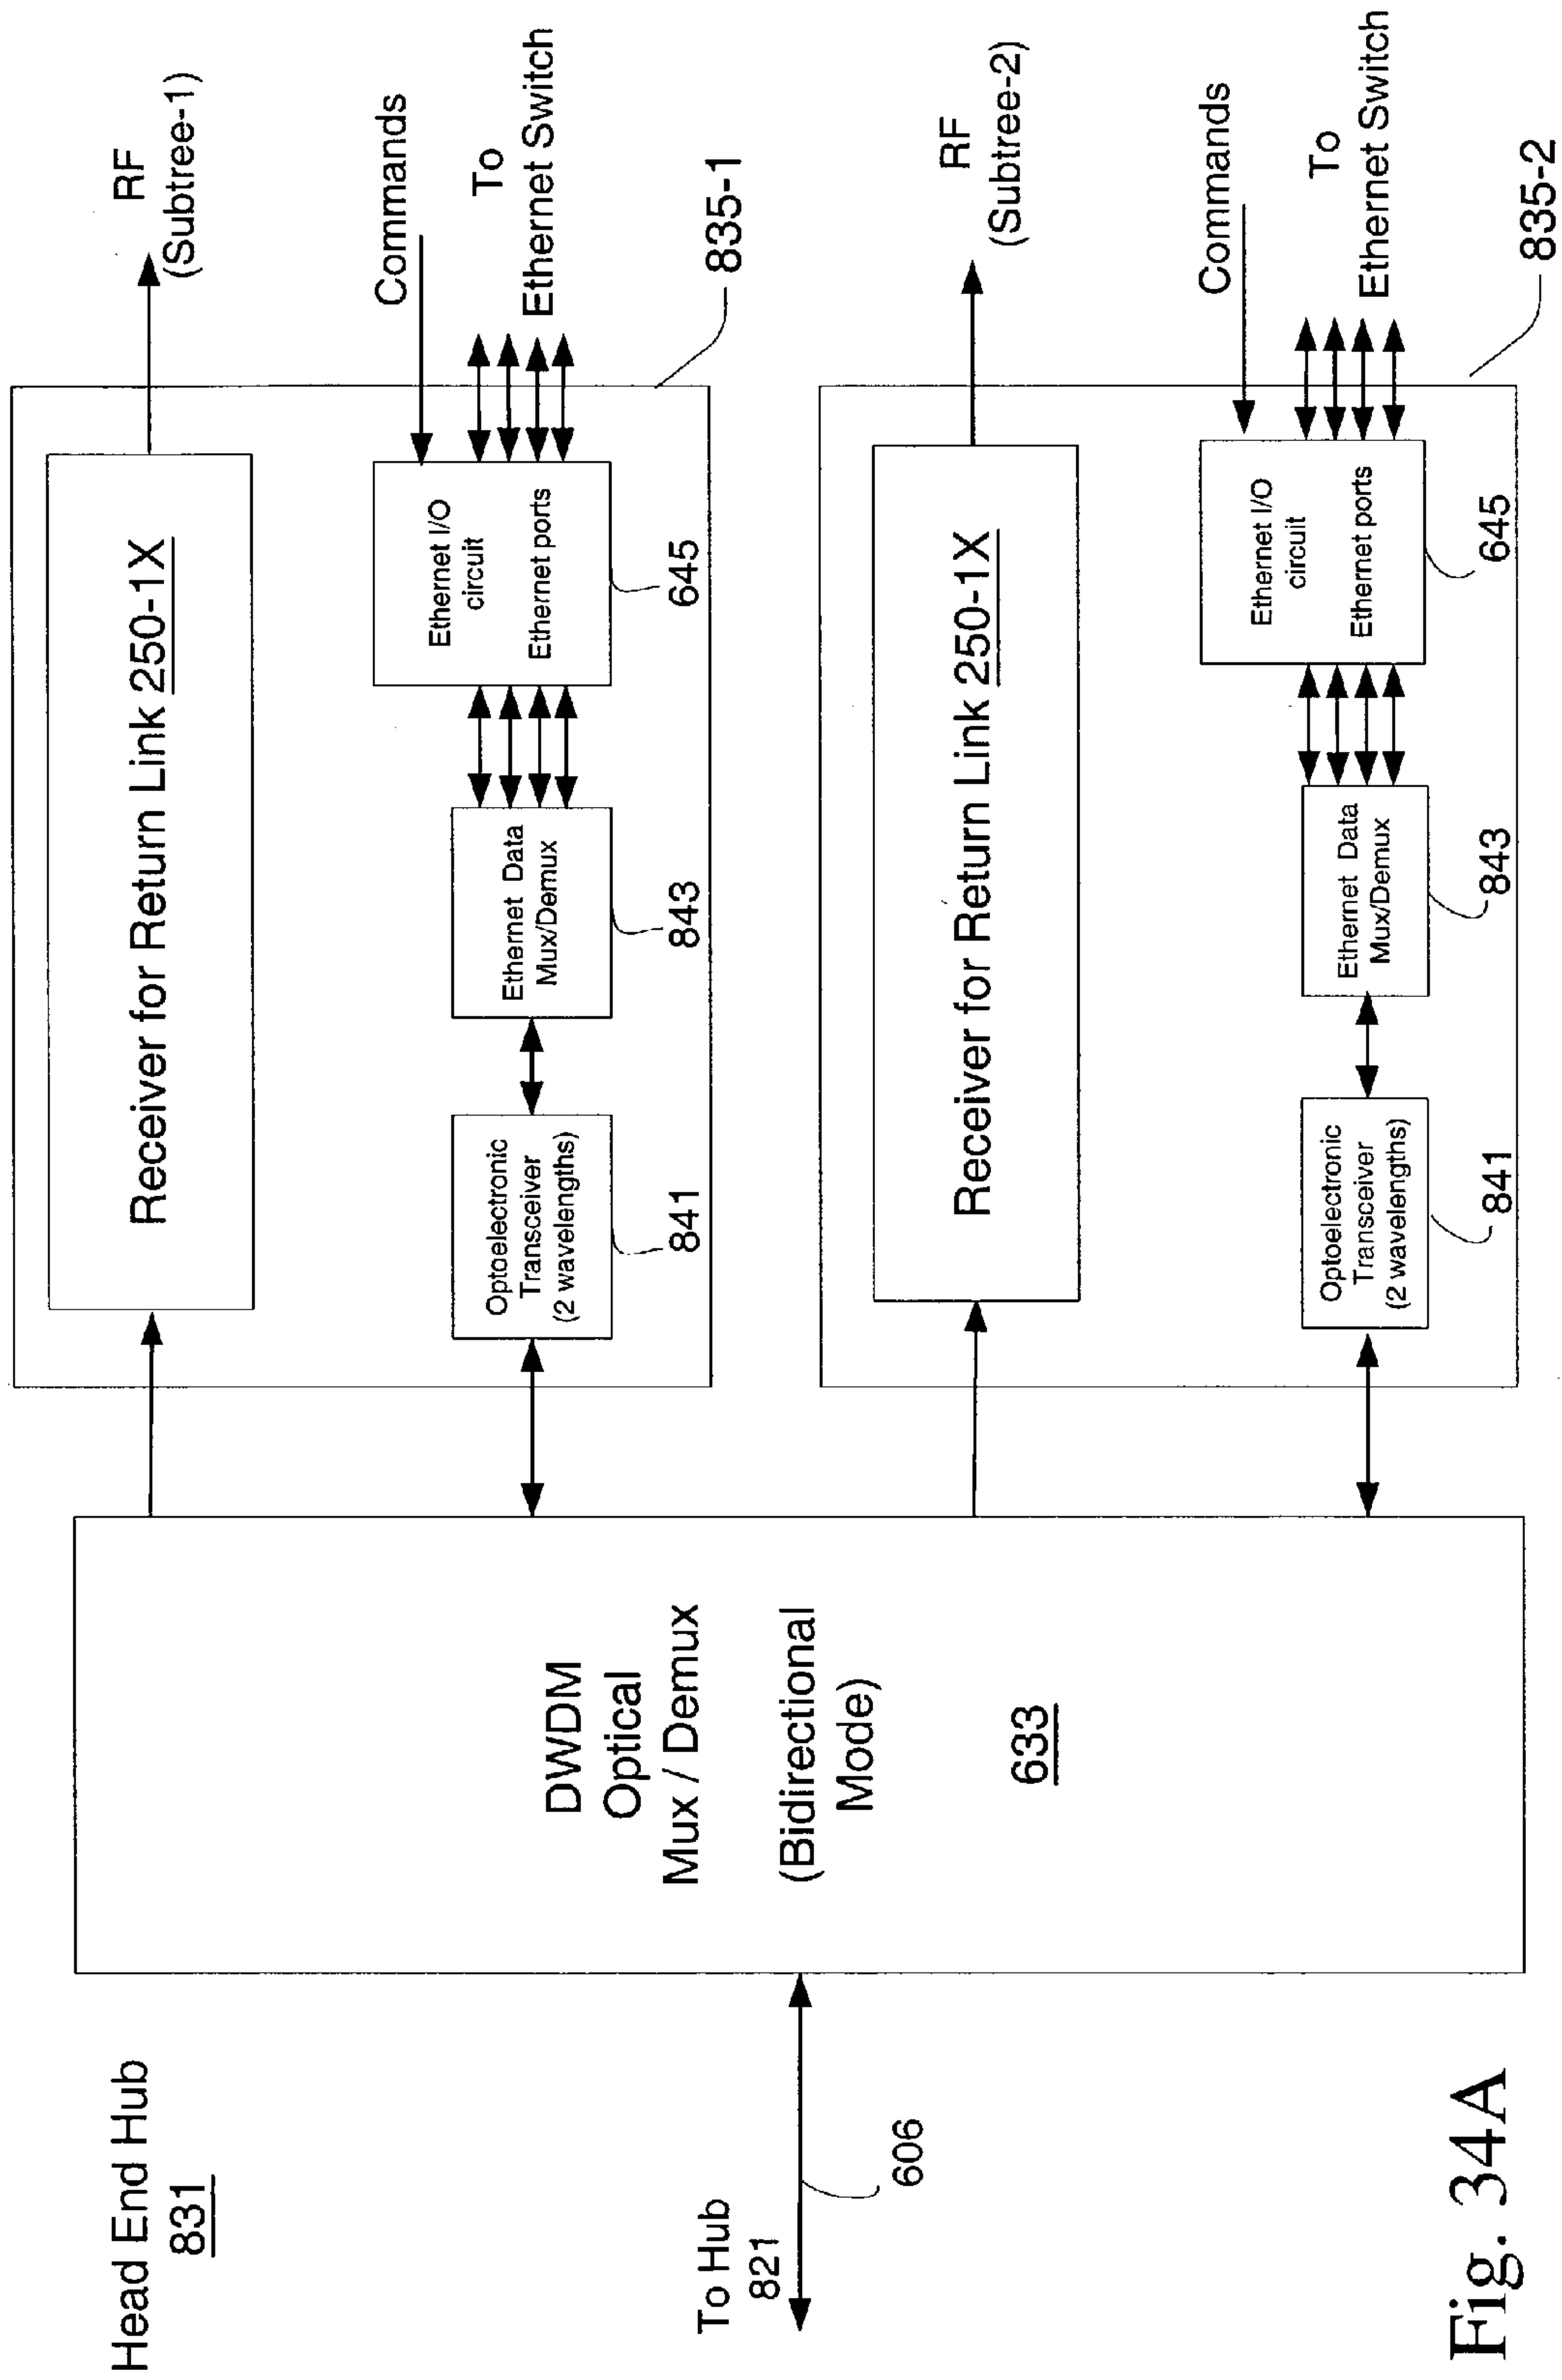 Head End Hub
831
To Hub
821
606
DWDM
Optical
Mux / Demux
(Bidirectional
Mode)
633
Receiver for Return Link 250-1X
RF
(Subtree-1)
Optoelectronic
Transceiver
(2 wavelengths)
841
Ethernet Data
Mux/Demux
843
Ethernet I/O
circuit
Ethernet ports
645
Commands
To
Ethernet Switch
835-1
Receiver for Return Link 250-1X
RF
(Subtree-2)
Optoelectronic
Transceiver
(2 wavelengths)
841
Ethernet Data
Mux/Demux
843
Ethernet I/O
circuit
Ethernet ports
645
Commands
To
Ethernet Switch
835-2
Fig. 34A